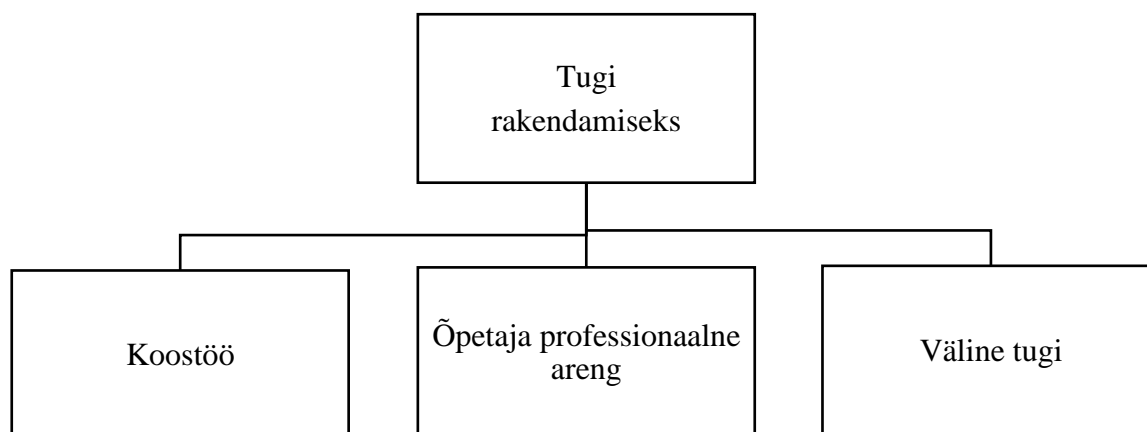 Tugi
rakendamiseks
Koostöö
Õpetaja professionaalne
areng
Väline tugi